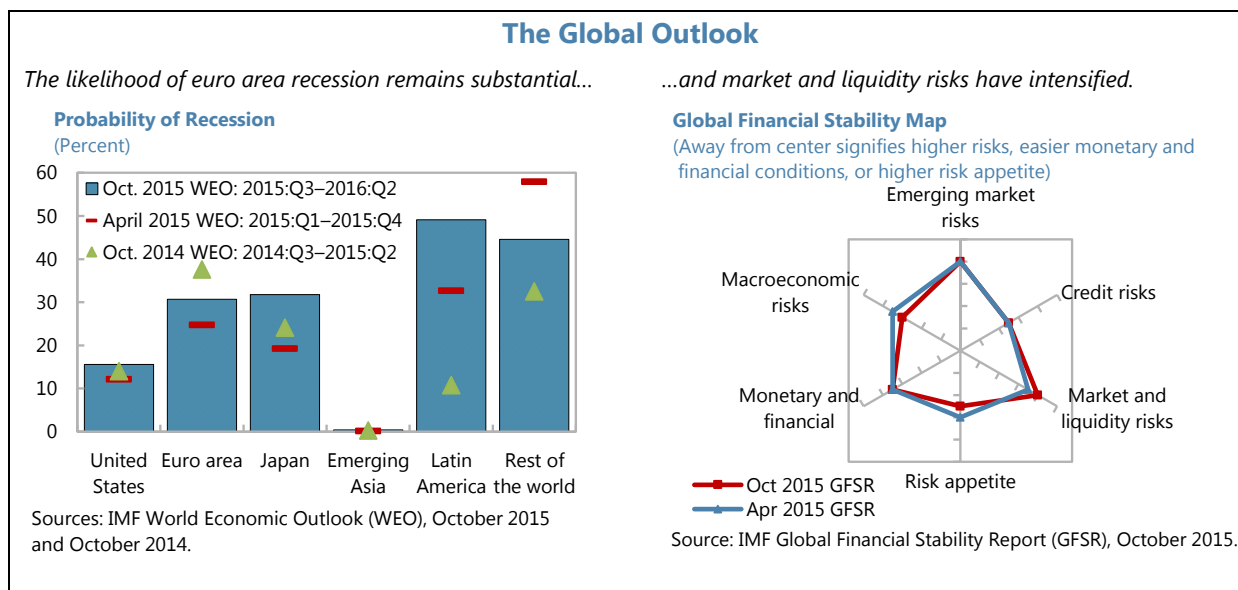 The Global Outlook
The likelihood of euro area recession remains substantial...
Probability of Recession
(Percent)
60
50
40
30
20
10
0
Oct. 2015 WEO: 2015:Q3–2016:Q2
April 2015 WEO: 2015:Q1–2015:Q4
Oct. 2014 WEO: 2014:Q3–2015:Q2
United
States
Euro area
Japan
Emerging
Asia
Latin
America
Rest of
the world
Sources: IMF World Economic Outlook (WEO), October 2015
and October 2014.
...and market and liquidity risks have intensified.
Global Financial Stability Map
(Away from center signifies higher risks, easier monetary and
financial conditions, or higher risk appetite)
Emerging market
risks
Macroeconomic
risks
Credit risks
Monetary and
financial
Market and
liquidity risks
Risk appetite
Oct 2015 GFSR
Apr 2015 GFSR
Source: IMF Global Financial Stability Report (GFSR), October 2015.